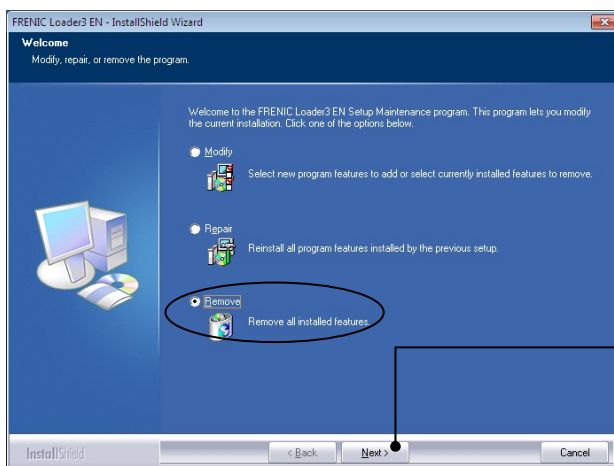 FRENIC Loader3 EN - InstallShield Wizard
Welcome
Modify, repair, or remove the program.
Welcome to the FRENIC Loader3 EN Setup Maintenance program. This program lets you modify
the current installation. Click one of the options below.
Modify
Select new program features to add or select currently installed features to remove.
Repair
Reinstall all program features installed by the previous setup.
Remove
Remove all installed features.
InstallShield
< Back
Next >
Cancel